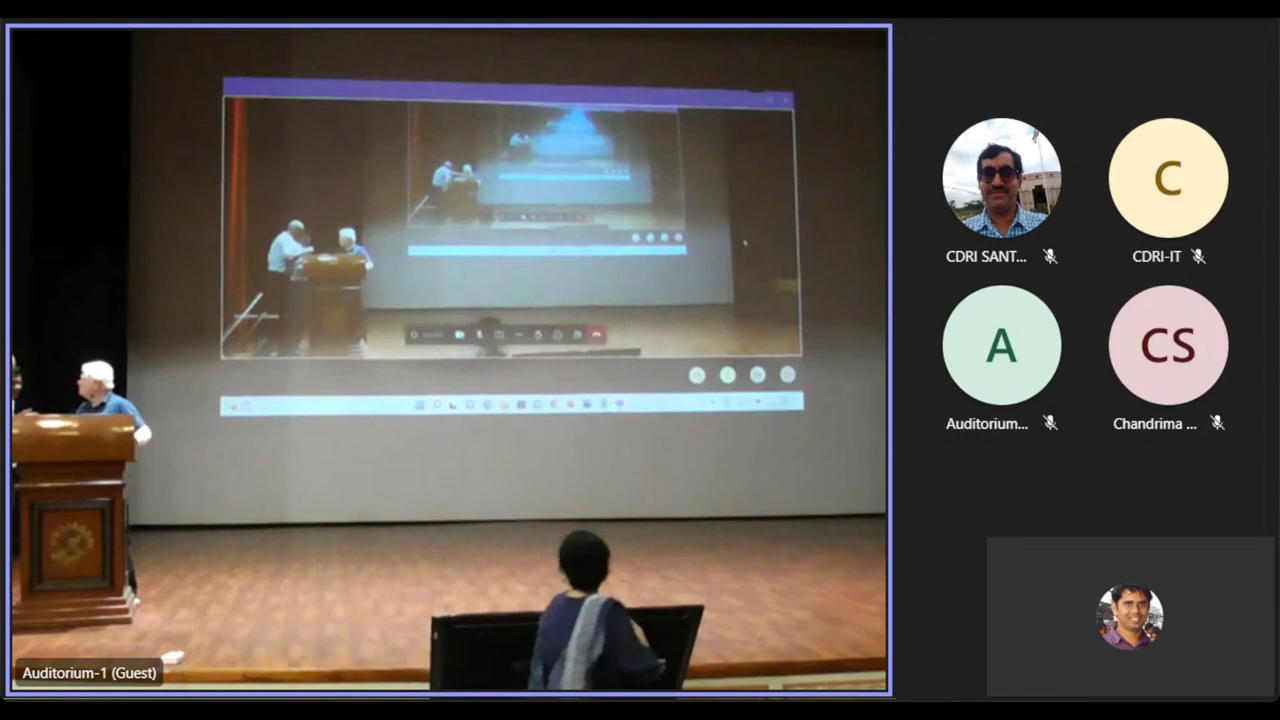 CDRI SANT...
CDRI-IT
C
A
CS
Auditorium...
Chandrima ...
Auditorium-1 (Guest)